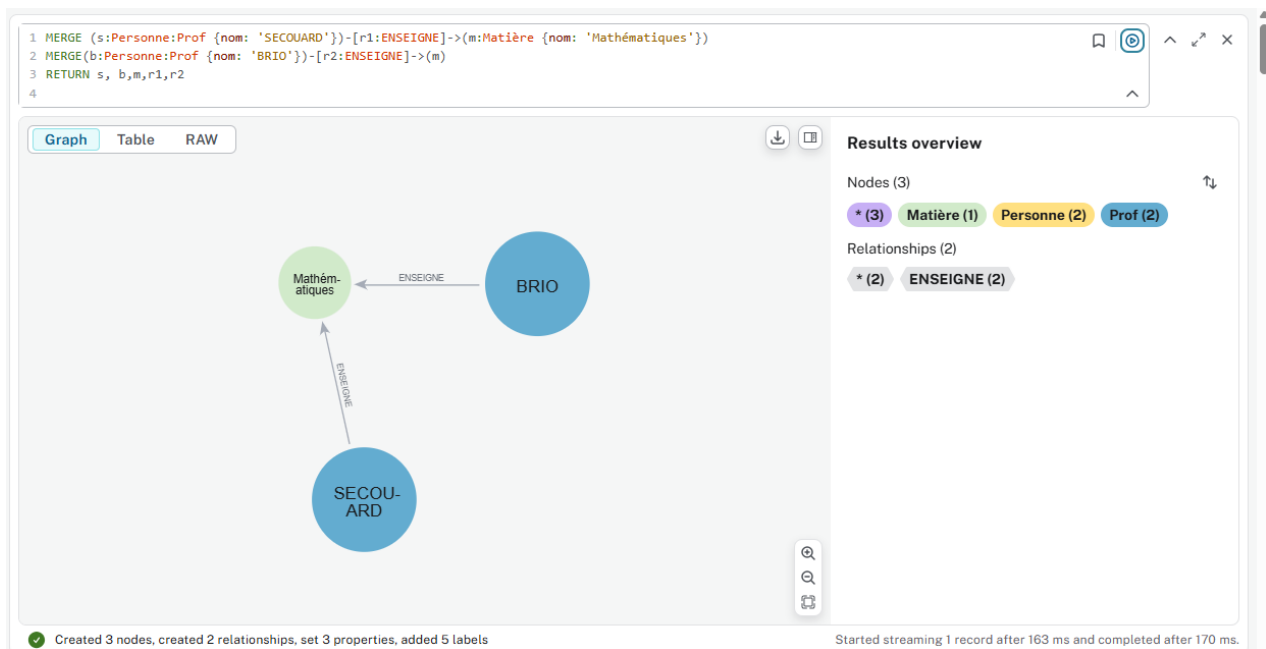 1 MERGE (s:Personne:Prof {nom: 'SECOUARD'})-[r1:ENSEIGNE]->(m:Matière {nom: 'Mathématiques'})
2 MERGE(b:Personne:Prof {nom: 'BRIO'})-[r2:ENSEIGNE]->(m)
3 RETURN s, b,m,r1,r2
4
Graph Table RAW
Results overview
Nodes (3)
* (3) Matière (1) Personne (2) Prof (2)
Relationships (2)
* (2) ENSEIGNE (2)
Mathém-
atiques
ENSEIGNE
BRIO
ENSEIGNE
SECOU-
ARD
Created 3 nodes, created 2 relationships, set 3 properties, added 5 labels
Started streaming 1 record after 163 ms and completed after 170 ms.